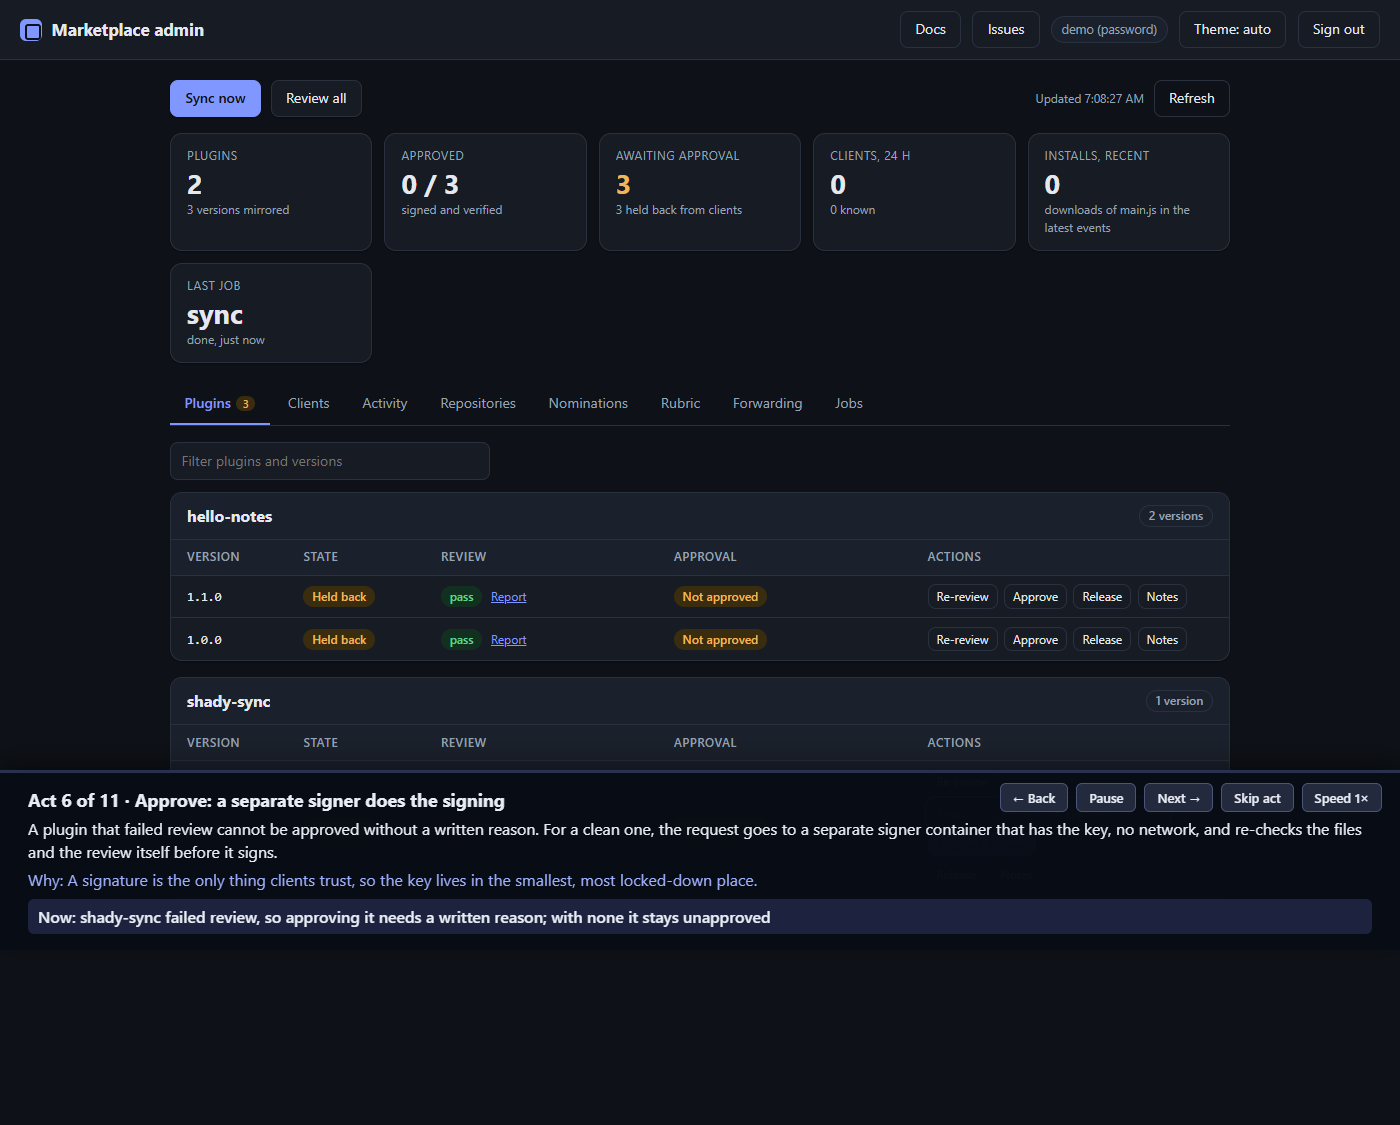 Marketplace admin
Docs
Issues
demo (password)
Theme: auto
Sign out
Sync now
Review all
Updated 7:08:27 AM
Refresh
PLUGINS
2
3 versions mirrored
APPROVED
0 / 3
signed and verified
AWAITING APPROVAL
3
3 held back from clients
CLIENTS, 24 H
0
0 known
INSTALLS, RECENT
0
downloads of main.js in the
latest events
LAST JOB
sync
done, just now
Plugins 3
Clients
Activity
Repositories
Nominations
Rubric
Forwarding
Jobs
Filter plugins and versions
hello-notes
2 versions
VERSION STATE REVIEW APPROVAL ACTIONS
1.1.0 Held back pass Report Not approved Re-review Approve Release Notes
1.0.0 Held back pass Report Not approved Re-review Approve Release Notes
shady-sync
1 version
VERSION STATE REVIEW APPROVAL ACTIONS
Act 6 of 11 · Approve: a separate signer does the signing
← Back
Pause
Next →
Skip act
Speed 1×
A plugin that failed review cannot be approved without a written reason. For a clean one, the request goes to a separate signer container that has the key, no network, and re-checks the files
and the review itself before it signs.
Why: A signature is the only thing clients trust, so the key lives in the smallest, most locked-down place.
Now: shady-sync failed review, so approving it needs a written reason; with none it stays unapproved